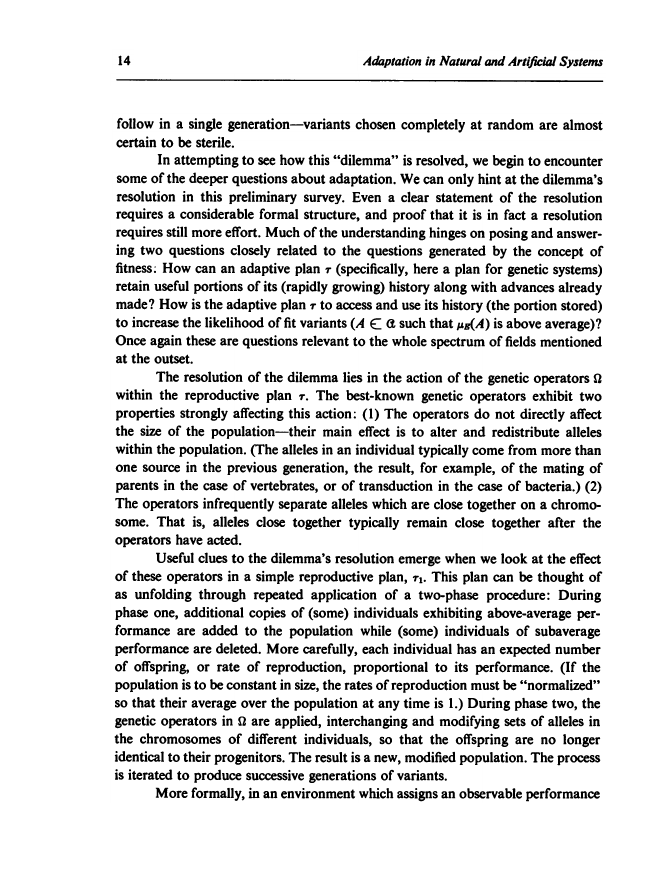 14 Adaptation in Natural and Artificial Systems
follow in a single generation—variants chosen completely at random are almost
certain to be sterile.
In attempting to see how this “dilemma” is resolved, we begin to encounter
some of the deeper questions about adaptation. We can only hint at the dilemma’s
resolution in this preliminary survey. Even a clear statement of the resolution
requires a considerable formal structure, and proof that it is in fact a resolution
requires still more effort. Much of the understanding hinges on posing and answer-
ing two questions closely related to the questions generated by the concept of
fitness: How can an adaptive plan τ (specifically, here a plan for genetic systems)
retain useful portions of its (rapidly growing) history along with advances already
made? How is the adaptive plan τ to access and use its history (the portion stored)
to increase the likelihood of fit variants (A ∈ 𝒶 such that μE(A) is above average)?
Once again these are questions relevant to the whole spectrum of fields mentioned
at the outset.
The resolution of the dilemma lies in the action of the genetic operators Ω
within the reproductive plan τ. The best-known genetic operators exhibit two
properties strongly affecting this action: (1) The operators do not directly affect
the size of the population—their main effect is to alter and redistribute alleles
within the population. (The alleles in an individual typically come from more than
one source in the previous generation, the result, for example, of the mating of
parents in the case of vertebrates, or of transduction in the case of bacteria.) (2)
The operators infrequently separate alleles which are close together on a chromo-
some. That is, alleles close together typically remain close together after the
operators have acted.
Useful clues to the dilemma’s resolution emerge when we look at the effect
of these operators in a simple reproductive plan, τ₁. This plan can be thought of
as unfolding through repeated application of a two-phase procedure: During
phase one, additional copies of (some) individuals exhibiting above-average per-
formance are added to the population while (some) individuals of subaverage
performance are deleted. More carefully, each individual has an expected number
of offspring, or rate of reproduction, proportional to its performance. (If the
population is to be constant in size, the rates of reproduction must be “normalized”
so that their average over the population at any time is 1.) During phase two, the
genetic operators in Ω are applied, interchanging and modifying sets of alleles in
the chromosomes of different individuals, so that the offspring are no longer
identical to their progenitors. The result is a new, modified population. The process
is iterated to produce successive generations of variants.
More formally, in an environment which assigns an observable performance